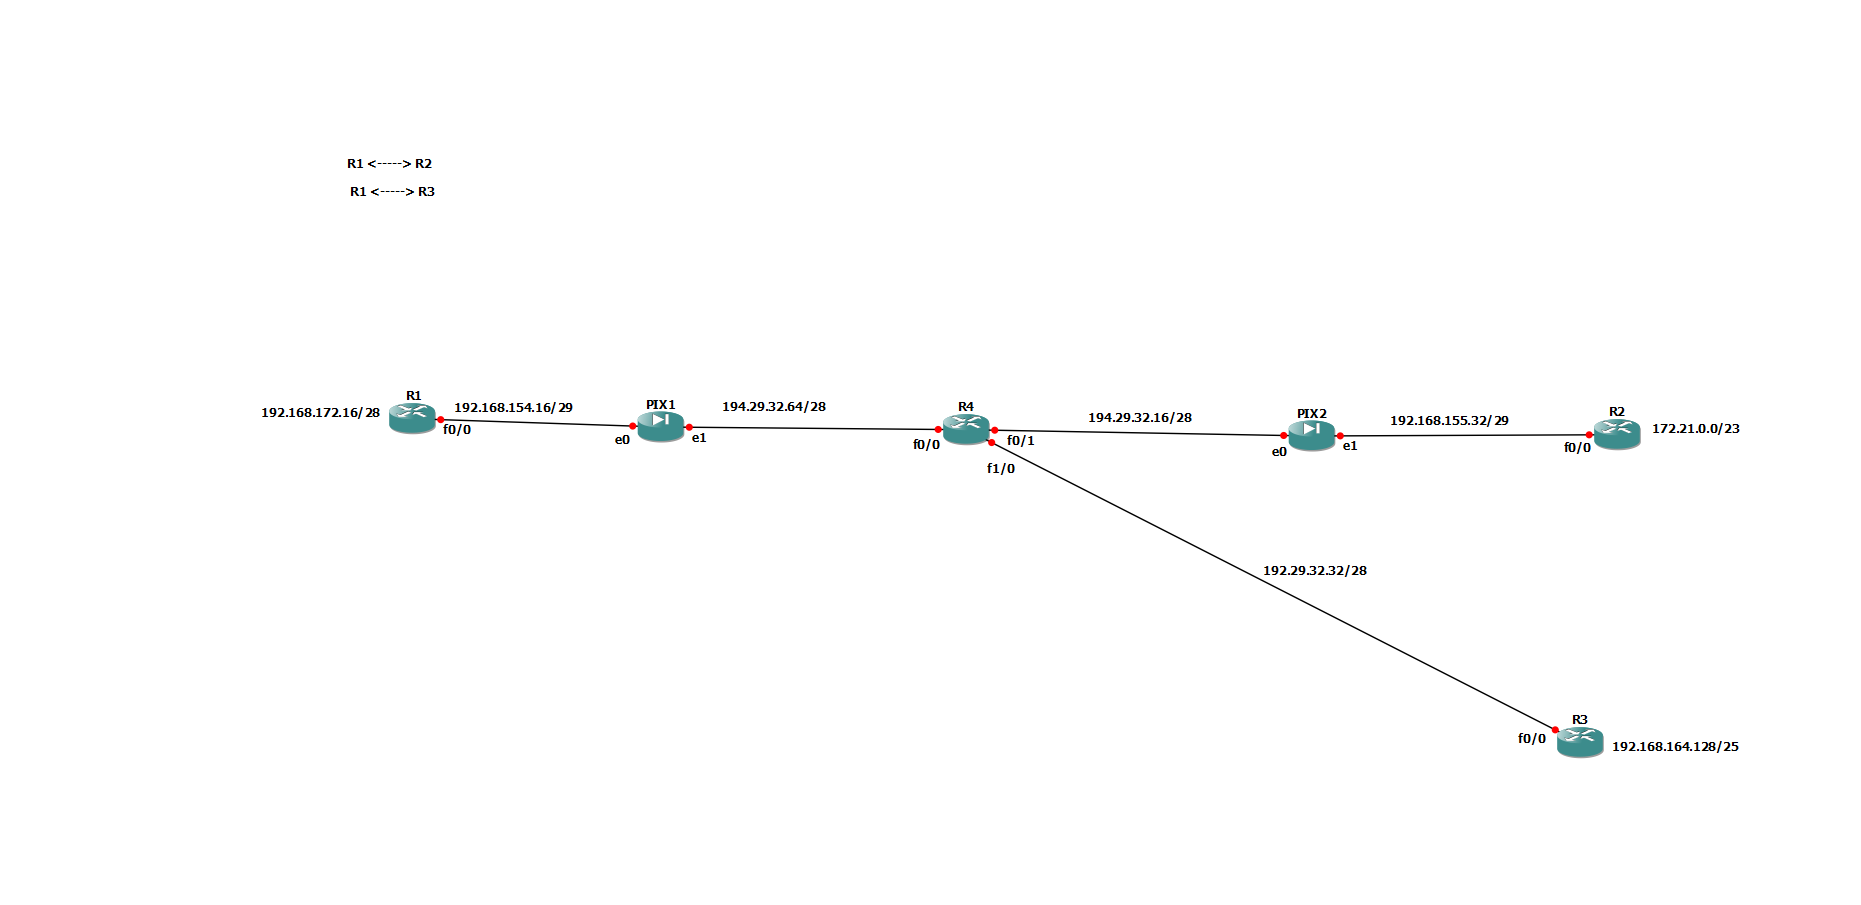 R1 <-----> R2
R1 <-----> R3
R1
192.168.172.16/28
192.168.154.16/29
f0/0
PIX1
e0
e1
194.29.32.64/28
R4
f0/0
f0/1
f1/0
194.29.32.16/28
PIX2
e0
e1
192.168.155.32/29
R2
f0/0
172.21.0.0/23
192.29.32.32/28
R3
f0/0
192.168.164.128/25